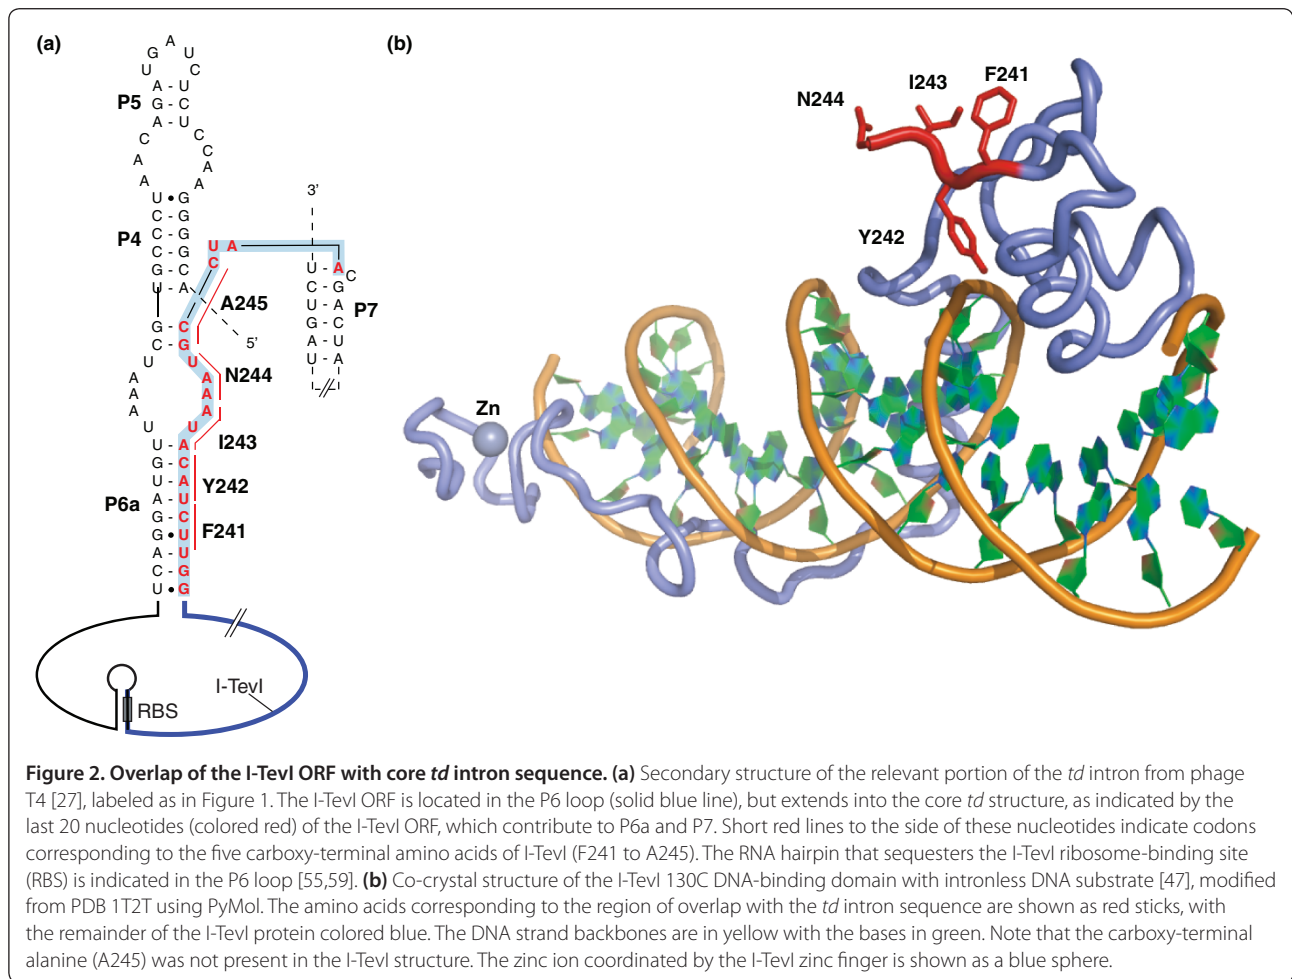 (a)
A
G U
U C
A - U
P5 G - C
A - U
C C
C
A A
A A
U • G
C - G
P4 C - G
C - G
G - C
U - A
3’
U A
C
U - A C
C - G
U - A
G - C
A - U
U - A
P7
A245
5’
G - C
C - G
U U
A A
A A
A A
U U
N244
I243
U - A
G - C
U - A
A - U
P6a G - C
G • U
A - U
C - G
U • G
Y242
F241
I-TevI
RBS
(b)
N244
I243
F241
Y242
Zn
Figure 2. Overlap of the I-TevI ORF with core td intron sequence. (a) Secondary structure of the relevant portion of the td intron from phage
T4 [27], labeled as in Figure 1. The I-TevI ORF is located in the P6 loop (solid blue line), but extends into the core td structure, as indicated by the
last 20 nucleotides (colored red) of the I-TevI ORF, which contribute to P6a and P7. Short red lines to the side of these nucleotides indicate codons
corresponding to the five carboxy-terminal amino acids of I-TevI (F241 to A245). The RNA hairpin that sequesters the I-TevI ribosome-binding site
(RBS) is indicated in the P6 loop [55,59]. (b) Co-crystal structure of the I-TevI 130C DNA-binding domain with intronless DNA substrate [47], modified
from PDB 1T2T using PyMol. The amino acids corresponding to the region of overlap with the td intron sequence are shown as red sticks, with
the remainder of the I-TevI protein colored blue. The DNA strand backbones are in yellow with the bases in green. Note that the carboxy-terminal
alanine (A245) was not present in the I-TevI structure. The zinc ion coordinated by the I-TevI zinc finger is shown as a blue sphere.